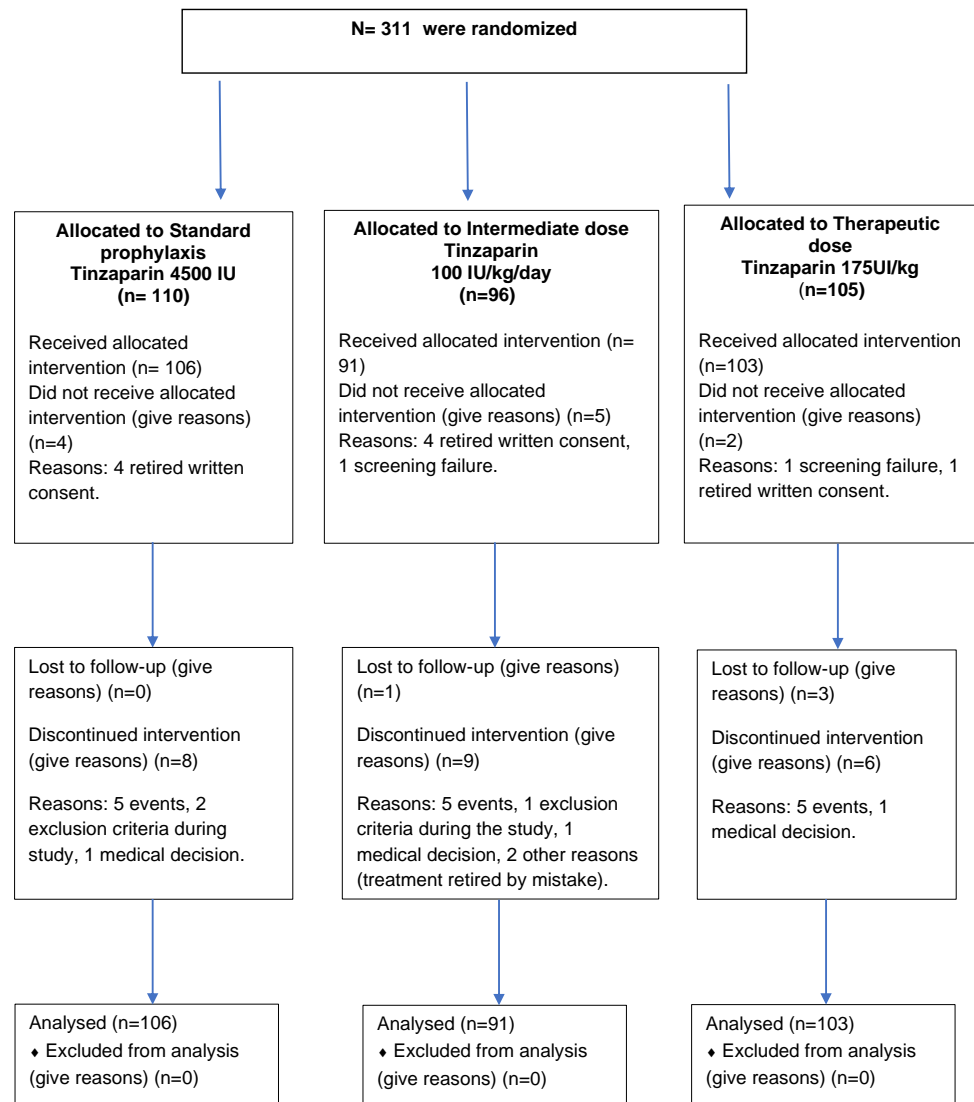 N= 311 were randomized
Allocated to Standard
prophylaxis
Tinzaparin 4500 IU
(n= 110)
Received allocated
intervention (n= 106)
Did not receive allocated
intervention (give reasons)
(n=4)
Reasons: 4 retired written
consent.
Allocated to Intermediate dose
Tinzaparin
100 IU/kg/day
(n=96)
Received allocated intervention (n=
91)
Did not receive allocated
intervention (give reasons) (n=5)
Reasons: 4 retired written consent,
1 screening failure.
Allocated to Therapeutic
dose
Tinzaparin 175UI/kg
(n=105)
Received allocated intervention
(n=103)
Did not receive allocated
intervention (give reasons)
(n=2)
Reasons: 1 screening failure, 1
retired written consent.
Lost to follow-up (give
reasons) (n=0)
Discontinued intervention
(give reasons) (n=8)
Reasons: 5 events, 2
exclusion criteria during
study, 1 medical decision.
Lost to follow-up (give reasons)
(n=1)
Discontinued intervention (give
reasons) (n=9)
Reasons: 5 events, 1 exclusion
criteria during the study, 1
medical decision, 2 other reasons
(treatment retired by mistake).
Lost to follow-up (give
reasons) (n=3)
Discontinued intervention
(give reasons) (n=6)
Reasons: 5 events, 1
medical decision.
Analysed (n=106)
♦ Excluded from analysis
(give reasons) (n=0)
Analysed (n=91)
♦ Excluded from analysis
(give reasons) (n=0)
Analysed (n=103)
♦ Excluded from analysis
(give reasons) (n=0)